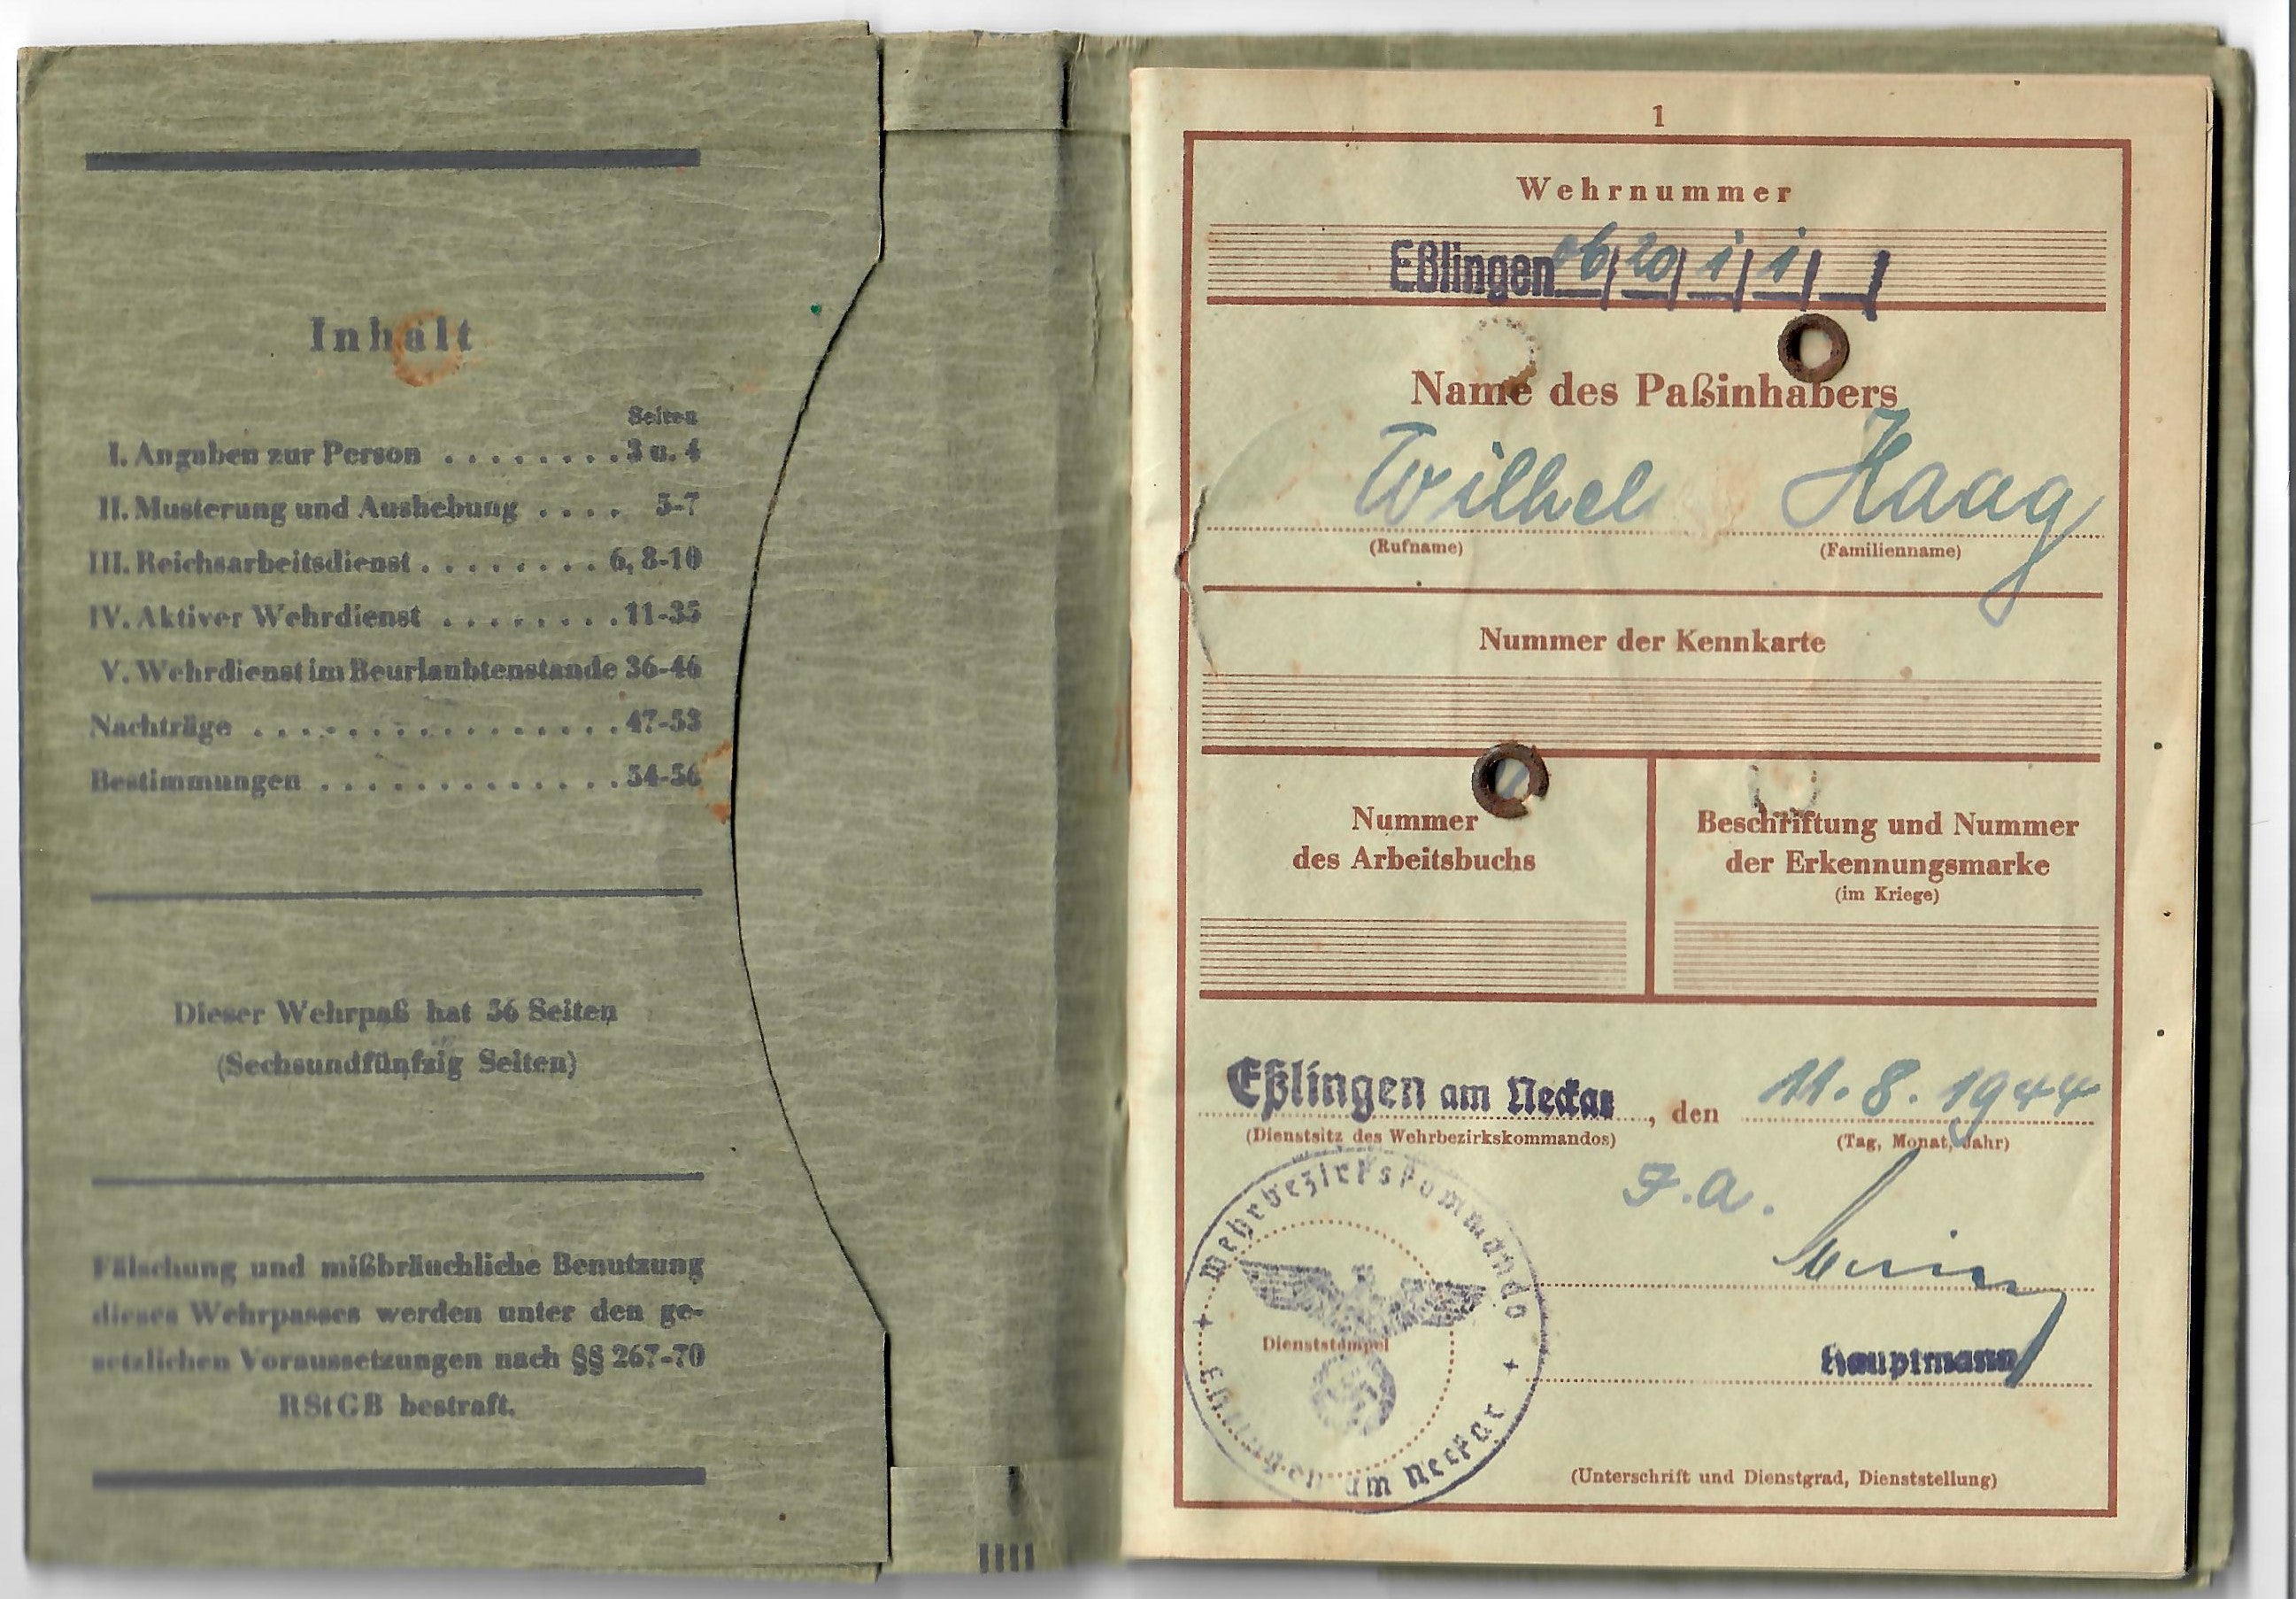 Inhalt
Seiten
I. Angaben zur Person ........ 3 u. 4
II. Musterung und Aushebung .... 5-7
III. Reichsarbeitsdienst ........ 6, 8-10
IV. Aktiver Wehrdienst ........ 11-35
V. Wehrdienst im Beurlaubtenstande 36-46
Nachträge ................ 47-53
Bestimmungen ............. 54-56
Dieser Wehrpaß hat 56 Seiten
(Sechsundfünfzig Seiten)
Fälschung und mißbräuchliche Benutzung
dieses Wehrpasses werden unter den ge-
setzlichen Voraussetzungen nach §§ 267-70
RStGB bestraft.
1
Wehrnummer
Eßlingen 06/20/1/1/
Name des Paßinhabers
Wilhel Haag
(Rufname) (Familienname)
Nummer der Kennkarte
Nummer
des Arbeitsbuchs
Beschriftung und Nummer
der Erkennungsmarke
(im Kriege)
Eßlingen am Neckar, den 11.8.1944
(Dienstsitz des Wehrbezirkskommandos) (Tag, Monat, Jahr)
I.A.
Wehrbezirkskommando
Dienststempel
Eßlingen am Neckar
Hauptmann
(Unterschrift und Dienstgrad, Dienststellung)